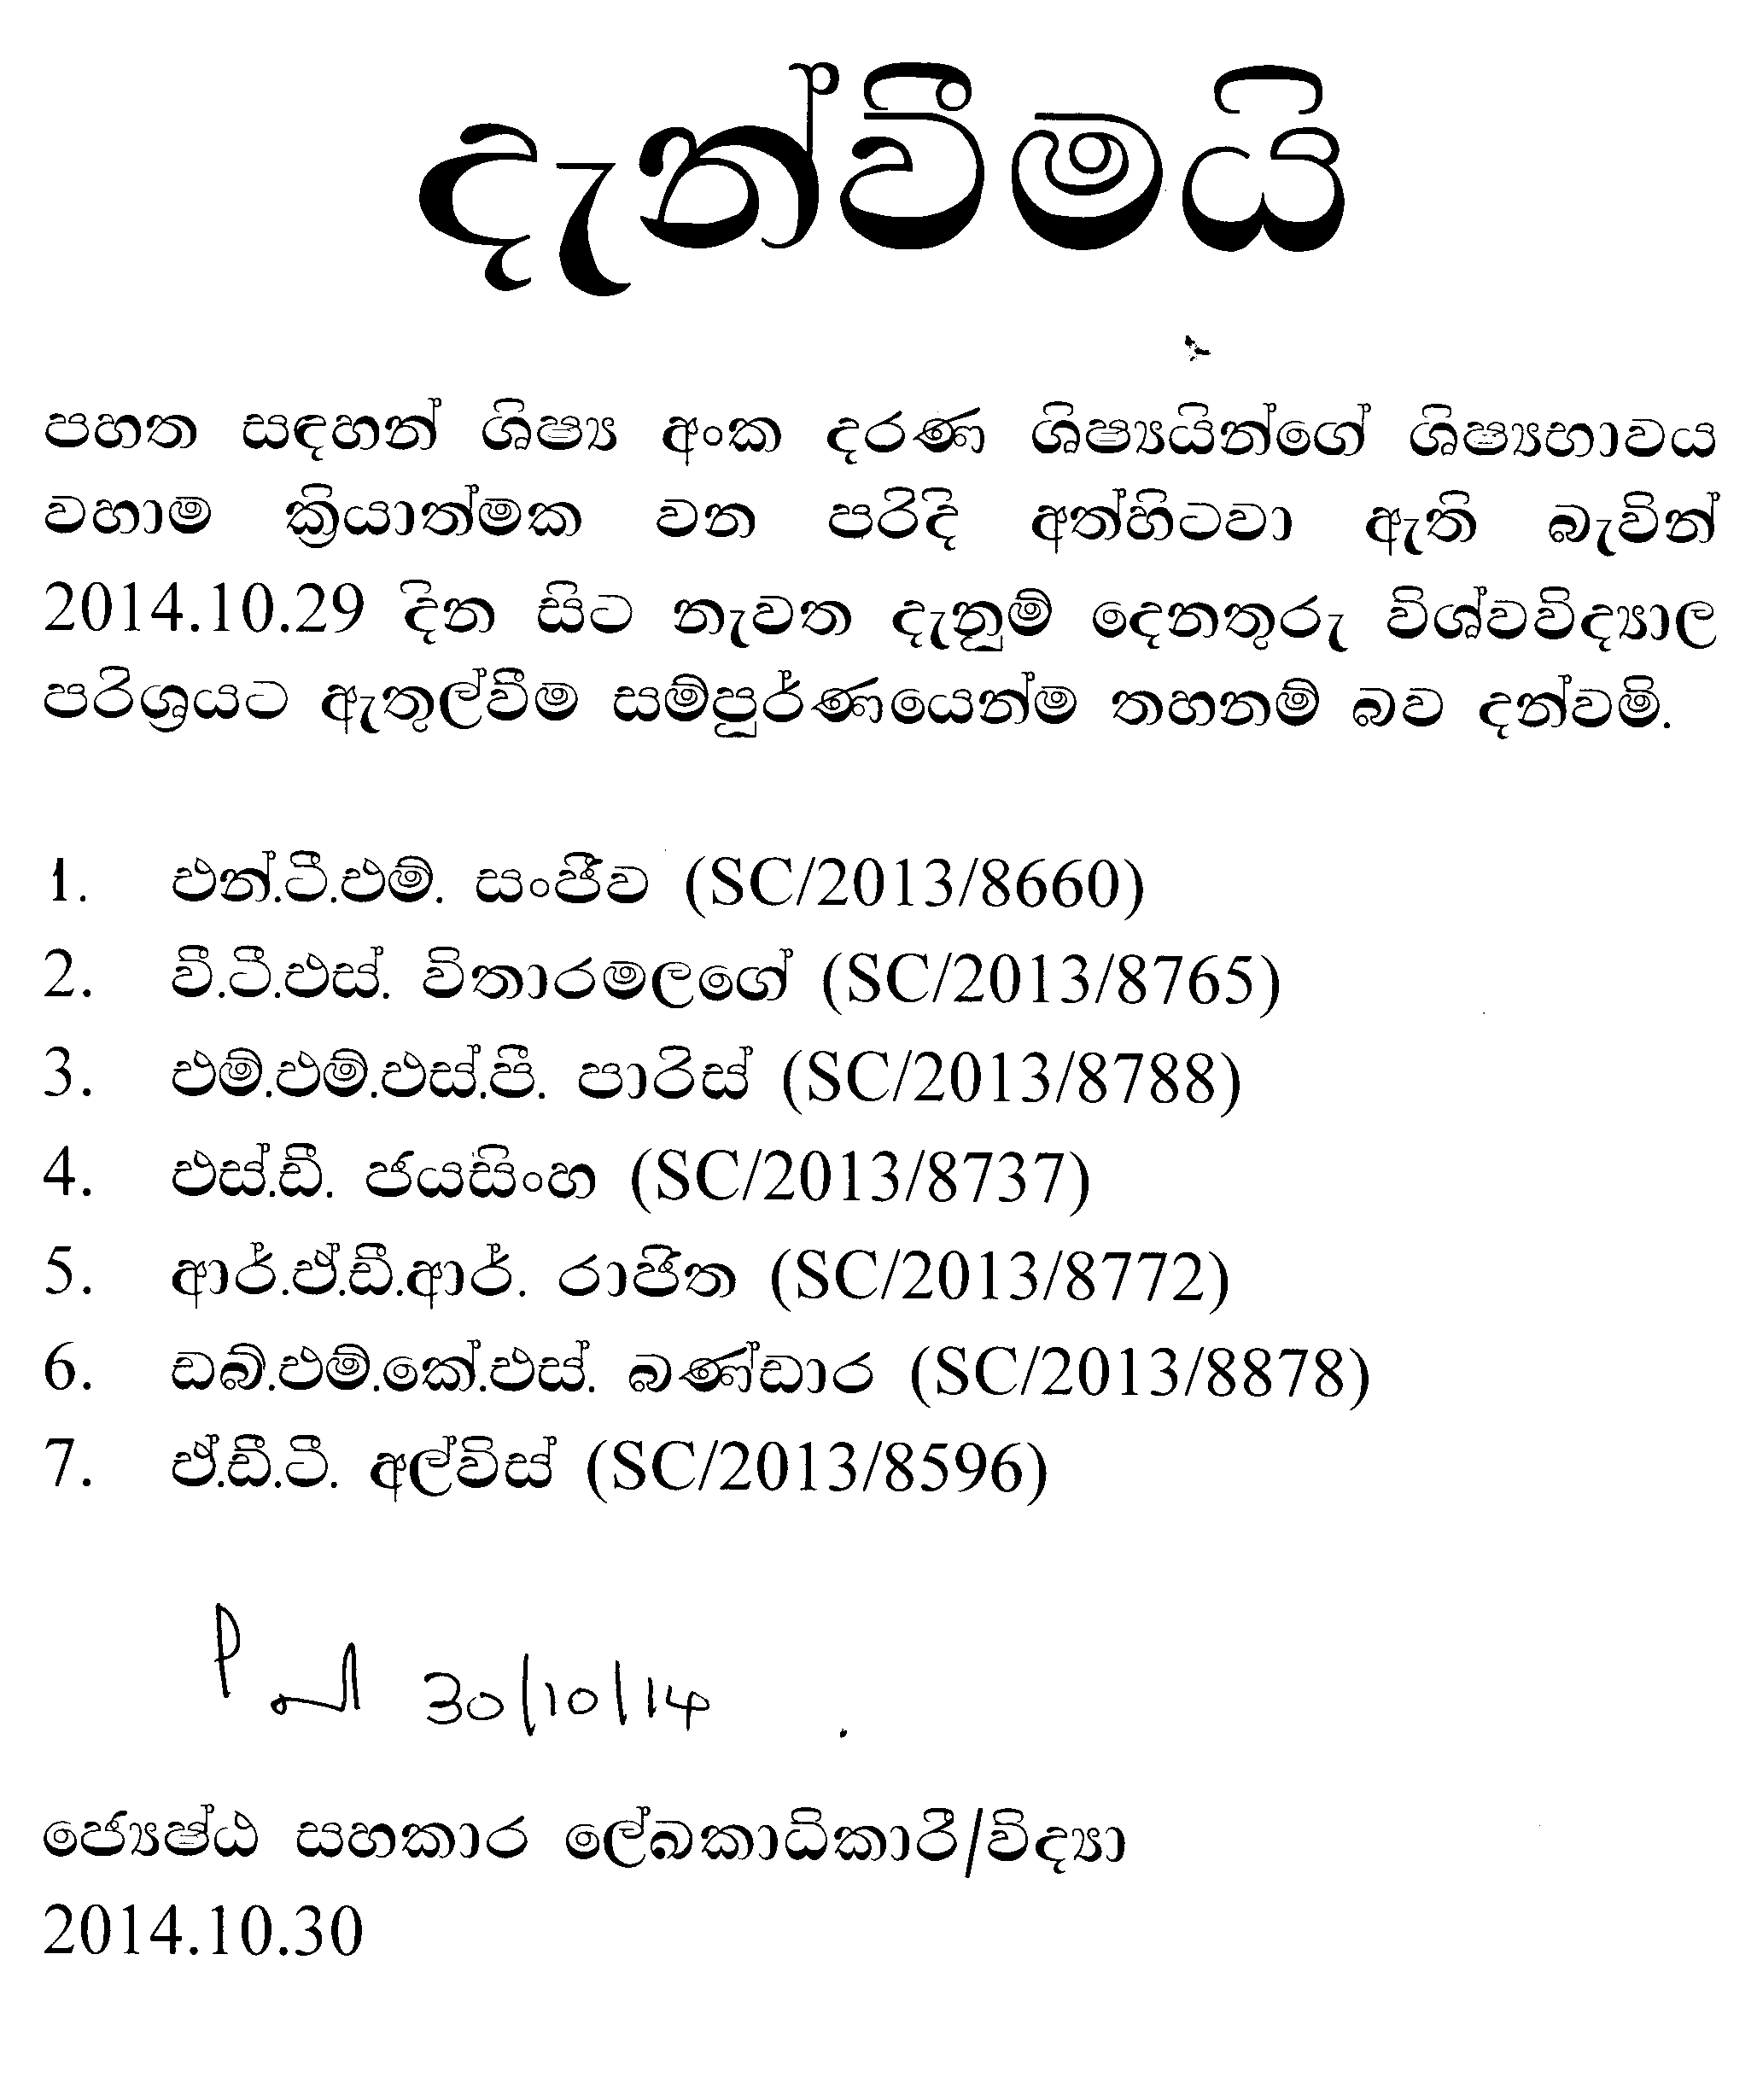 දැන්වීමයි
පහත සඳහන් ශිෂ්‍ය අංක දරණ ශිෂ්‍යයින්ගේ ශිෂ්‍යභාවය
වහාම ක්‍රියාත්මක වන පරිදි අත්හිටවා ඇති බැවින්
2014.10.29 දින සිට නැවත දැනුම් දෙනතුරු විශ්වවිද්‍යාල
පරිශ්‍රයට ඇතුල්වීම සම්පූර්ණයෙන්ම තහනම් බව දන්වමි.
1. එන්.ටී.එම්. සංජීව (SC/2013/8660)
2. වී.ටී.එස්. විතාරමලගේ (SC/2013/8765)
3. එම්.එම්.එස්.පී. පාරිස් (SC/2013/8788)
4. එස්.ඩී. ජයසිංහ (SC/2013/8737)
5. ආර්.ඒ.ඩී.ආර්. රාජිත (SC/2013/8772)
6. ඩබ්.එම්.කේ.එස්. බණ්ඩාර (SC/2013/8878)
7. ඒ.ඩී.ටී. අල්විස් (SC/2013/8596)
30/10/14
ජ්‍යෙෂ්ඨ සහකාර ලේඛකාධිකාරී/විද්‍යා
2014.10.30